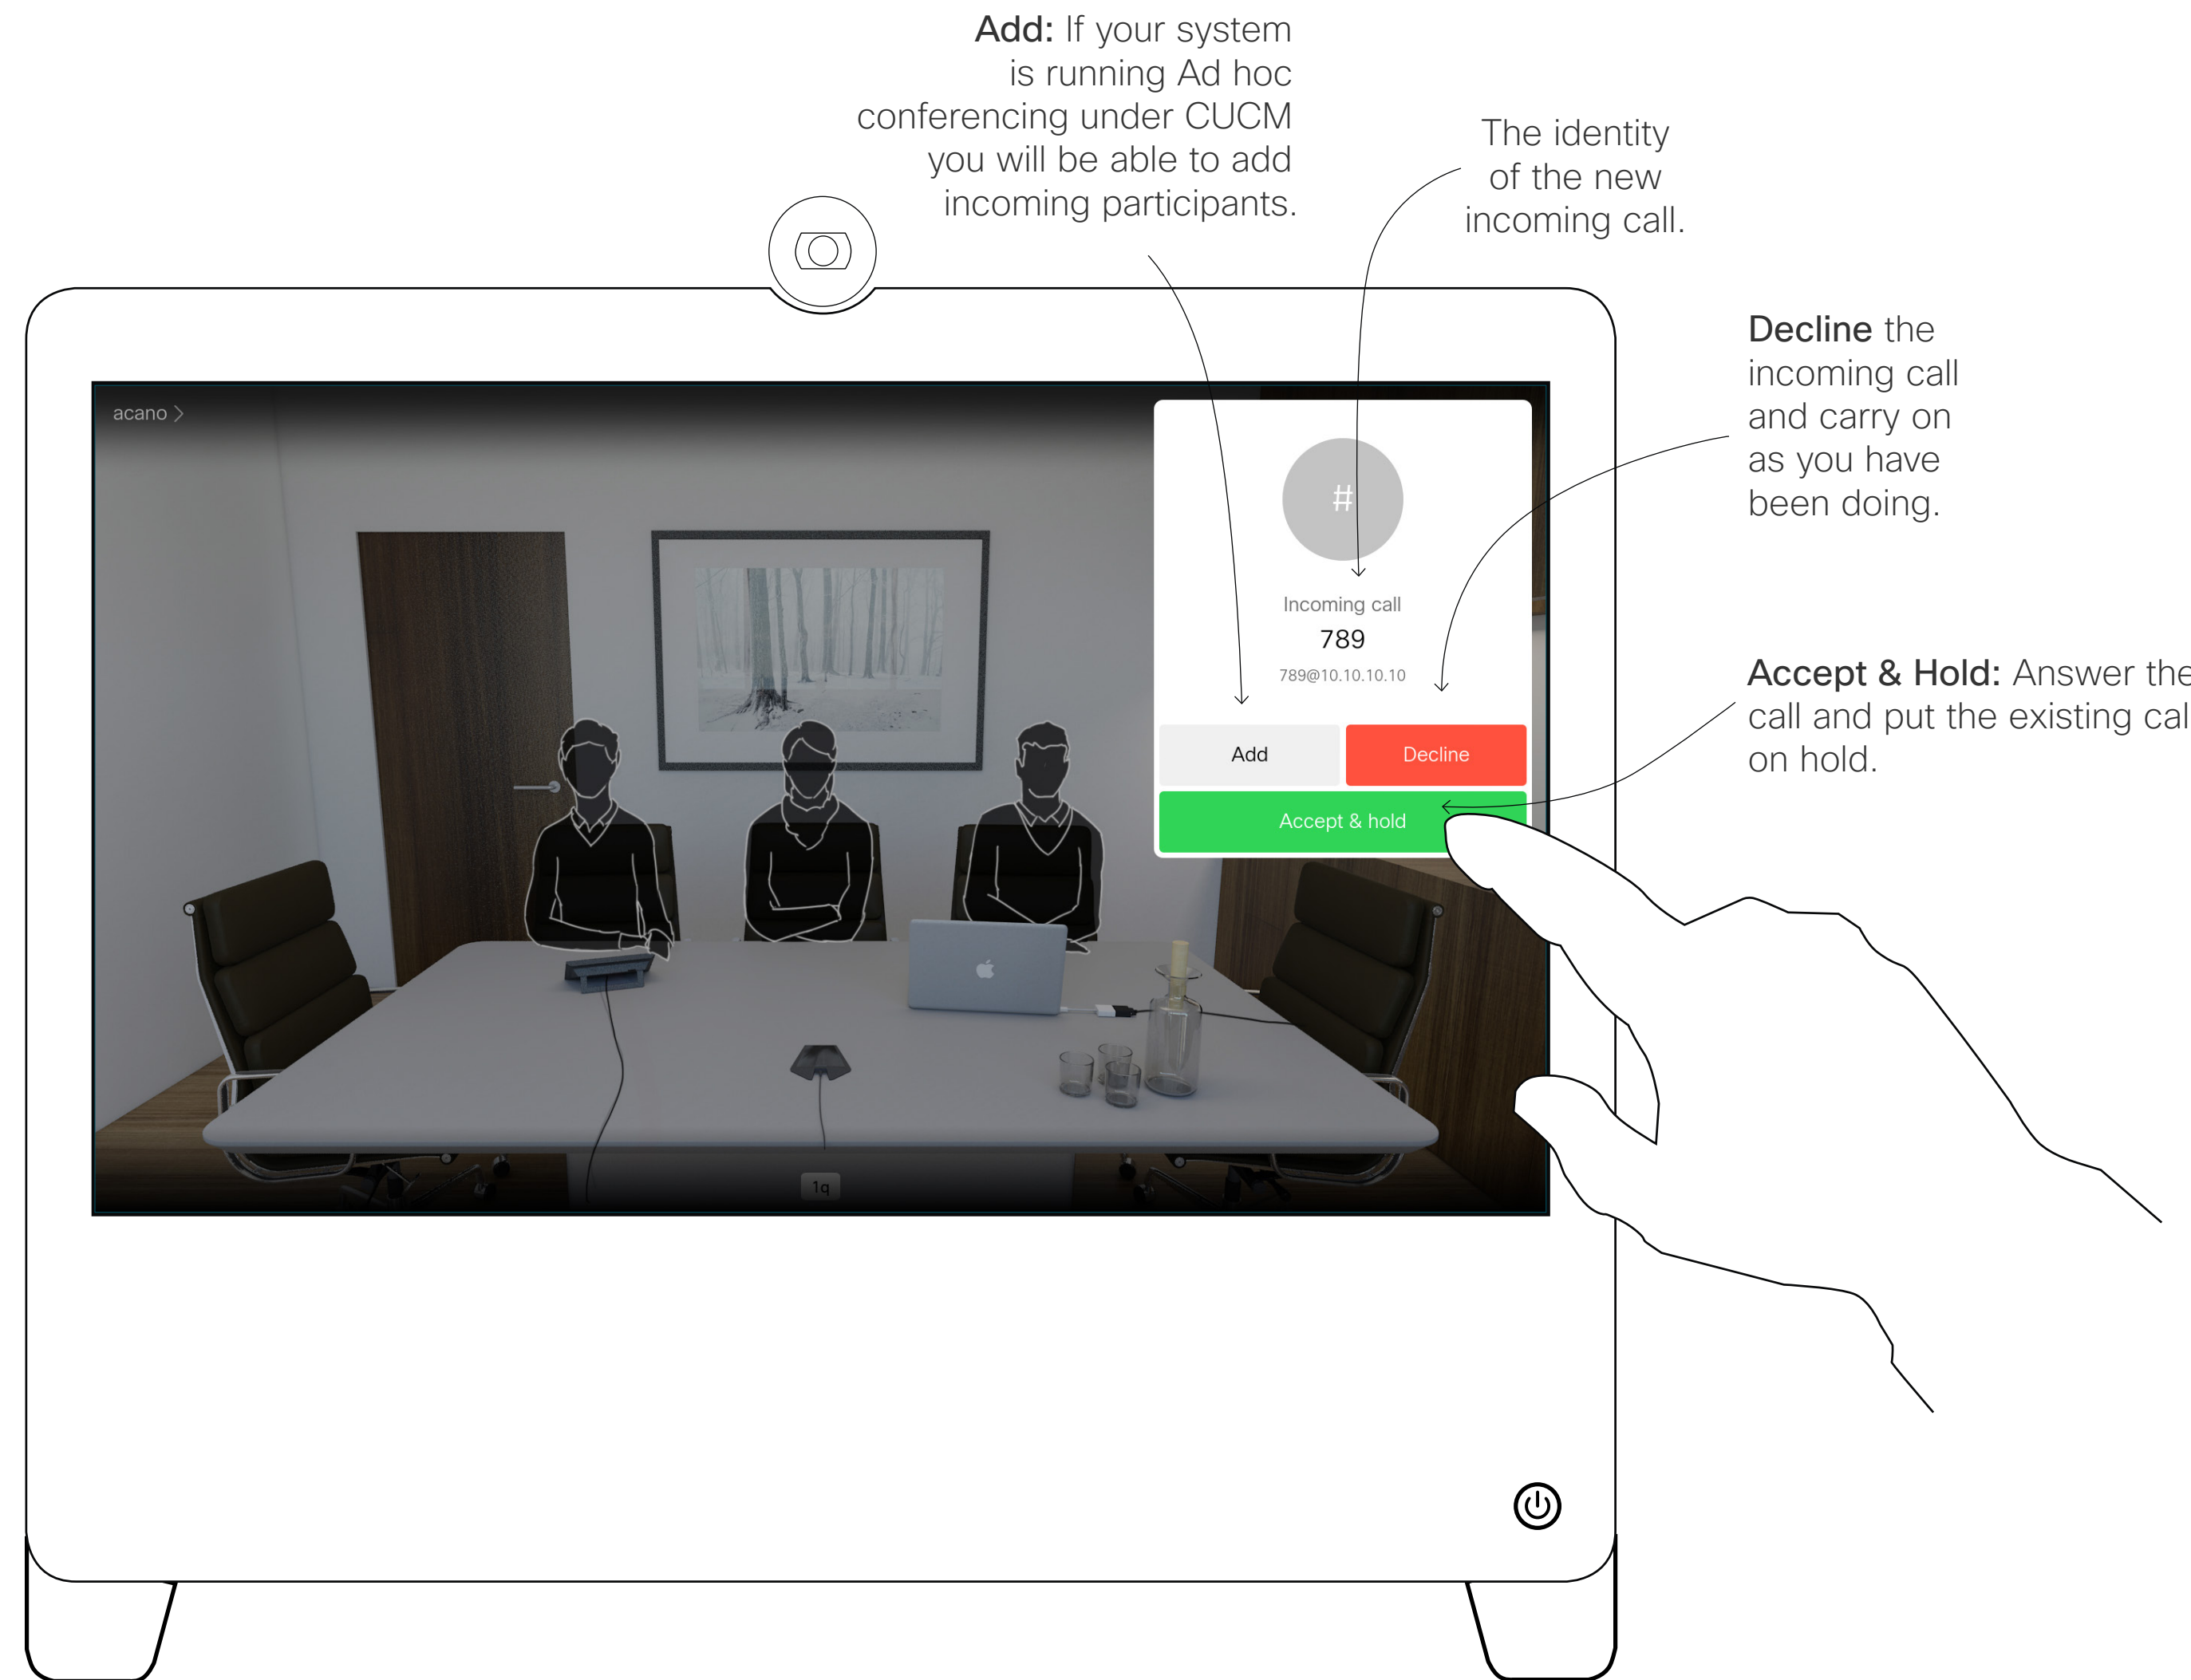 Add: If your system
is running Ad hoc
conferencing under CUCM
you will be able to add
incoming participants.
The identity
of the new
incoming call.
Decline the
incoming call
and carry on
as you have
been doing.
Accept & Hold: Answer the
call and put the existing cal
on hold.
acano >
#
Incoming call
789
789@10.10.10.10
Add
Decline
Accept & hold
1q